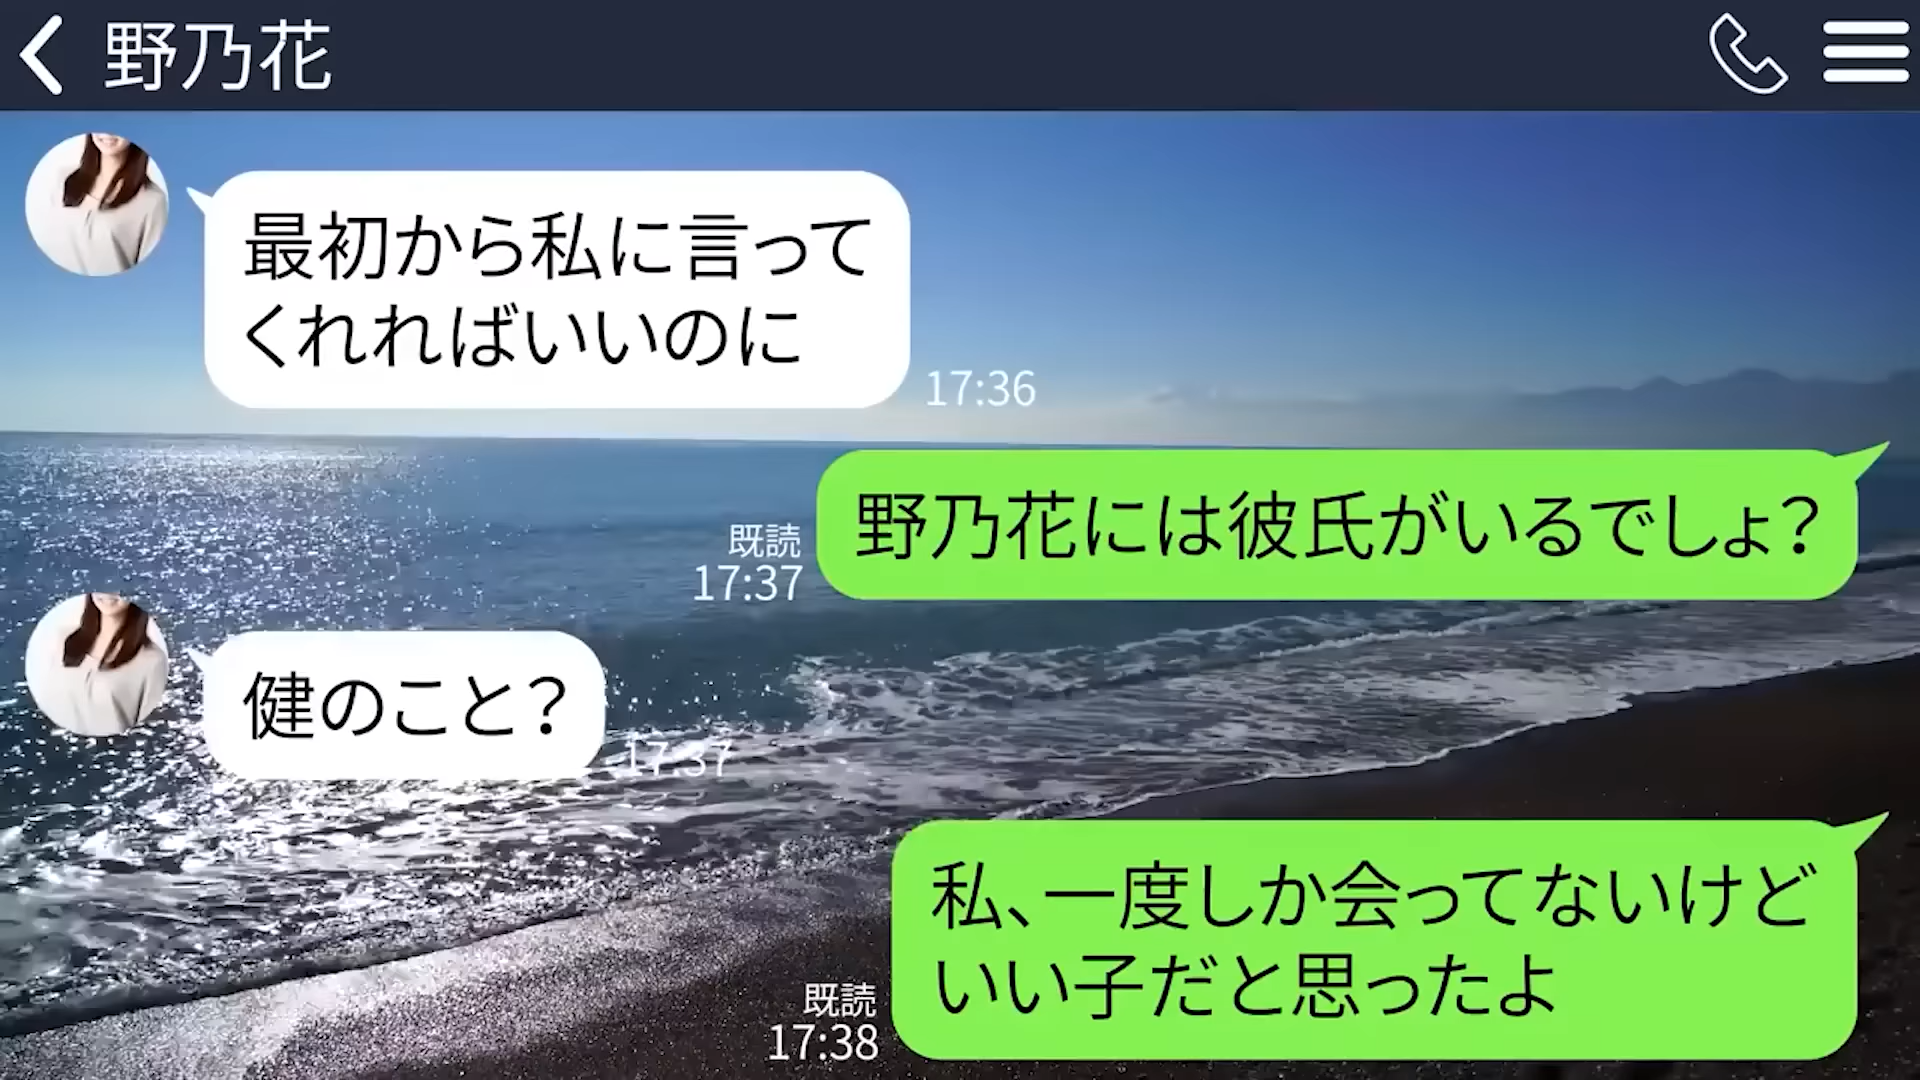 野乃花
最初から私に言って
くれればいいのに
17:36
野乃花には彼氏がいるでしょ？
既読
17:37
健のこと？
17:37
私、一度しか会ってないけど
いい子だと思ったよ
既読
17:38